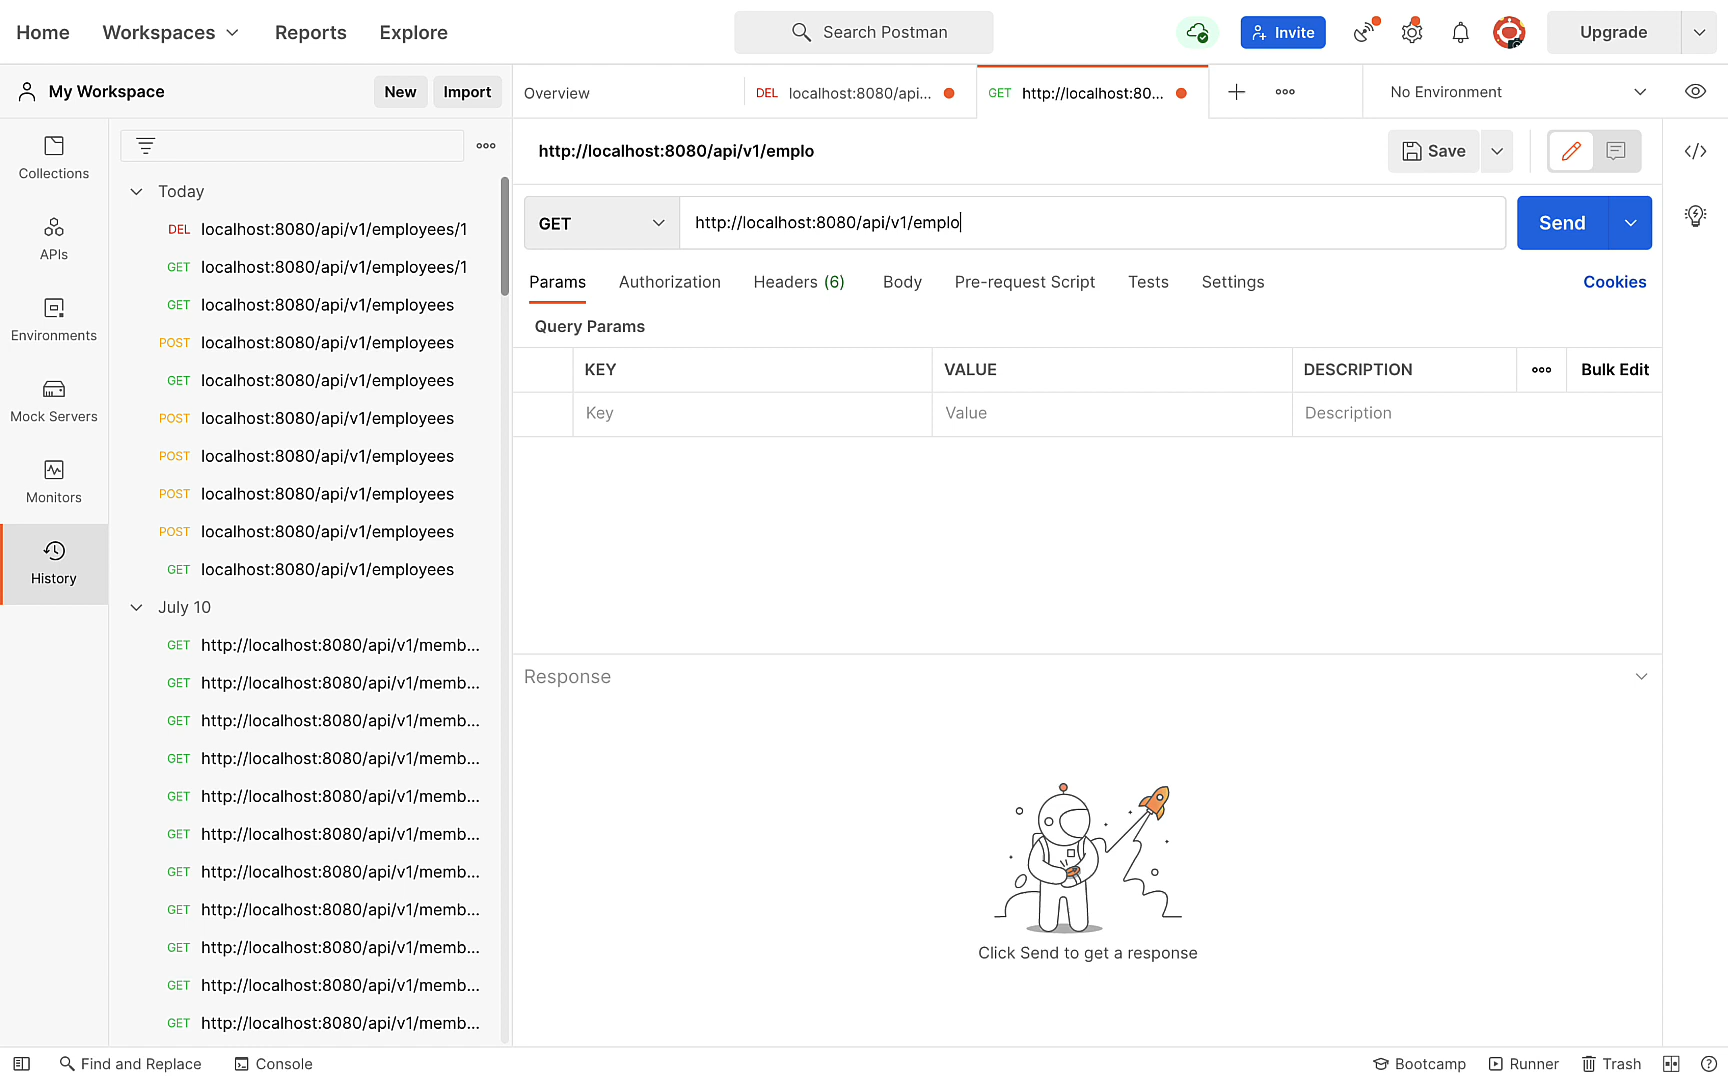 Home
Workspaces
Reports
Explore
Search Postman
Invite
Upgrade
My Workspace
New
Import
Overview
DEL localhost:8080/api...
GET http://localhost:80...
No Environment
Collections
APIs
Environments
Mock Servers
Monitors
History
Today
DEL localhost:8080/api/v1/employees/1
GET localhost:8080/api/v1/employees/1
GET localhost:8080/api/v1/employees
POST localhost:8080/api/v1/employees
GET localhost:8080/api/v1/employees
POST localhost:8080/api/v1/employees
POST localhost:8080/api/v1/employees
POST localhost:8080/api/v1/employees
POST localhost:8080/api/v1/employees
GET localhost:8080/api/v1/employees
July 10
GET http://localhost:8080/api/v1/memb...
GET http://localhost:8080/api/v1/memb...
GET http://localhost:8080/api/v1/memb...
GET http://localhost:8080/api/v1/memb...
GET http://localhost:8080/api/v1/memb...
GET http://localhost:8080/api/v1/memb...
GET http://localhost:8080/api/v1/memb...
GET http://localhost:8080/api/v1/memb...
GET http://localhost:8080/api/v1/memb...
GET http://localhost:8080/api/v1/memb...
GET http://localhost:8080/api/v1/memb...
http://localhost:8080/api/v1/emplo
Save
GET
http://localhost:8080/api/v1/emplo
Send
Params
Authorization
Headers (6)
Body
Pre-request Script
Tests
Settings
Cookies
Query Params
KEY
VALUE
DESCRIPTION
Bulk Edit
Key
Value
Description
Response
Click Send to get a response
Find and Replace
Console
Bootcamp
Runner
Trash